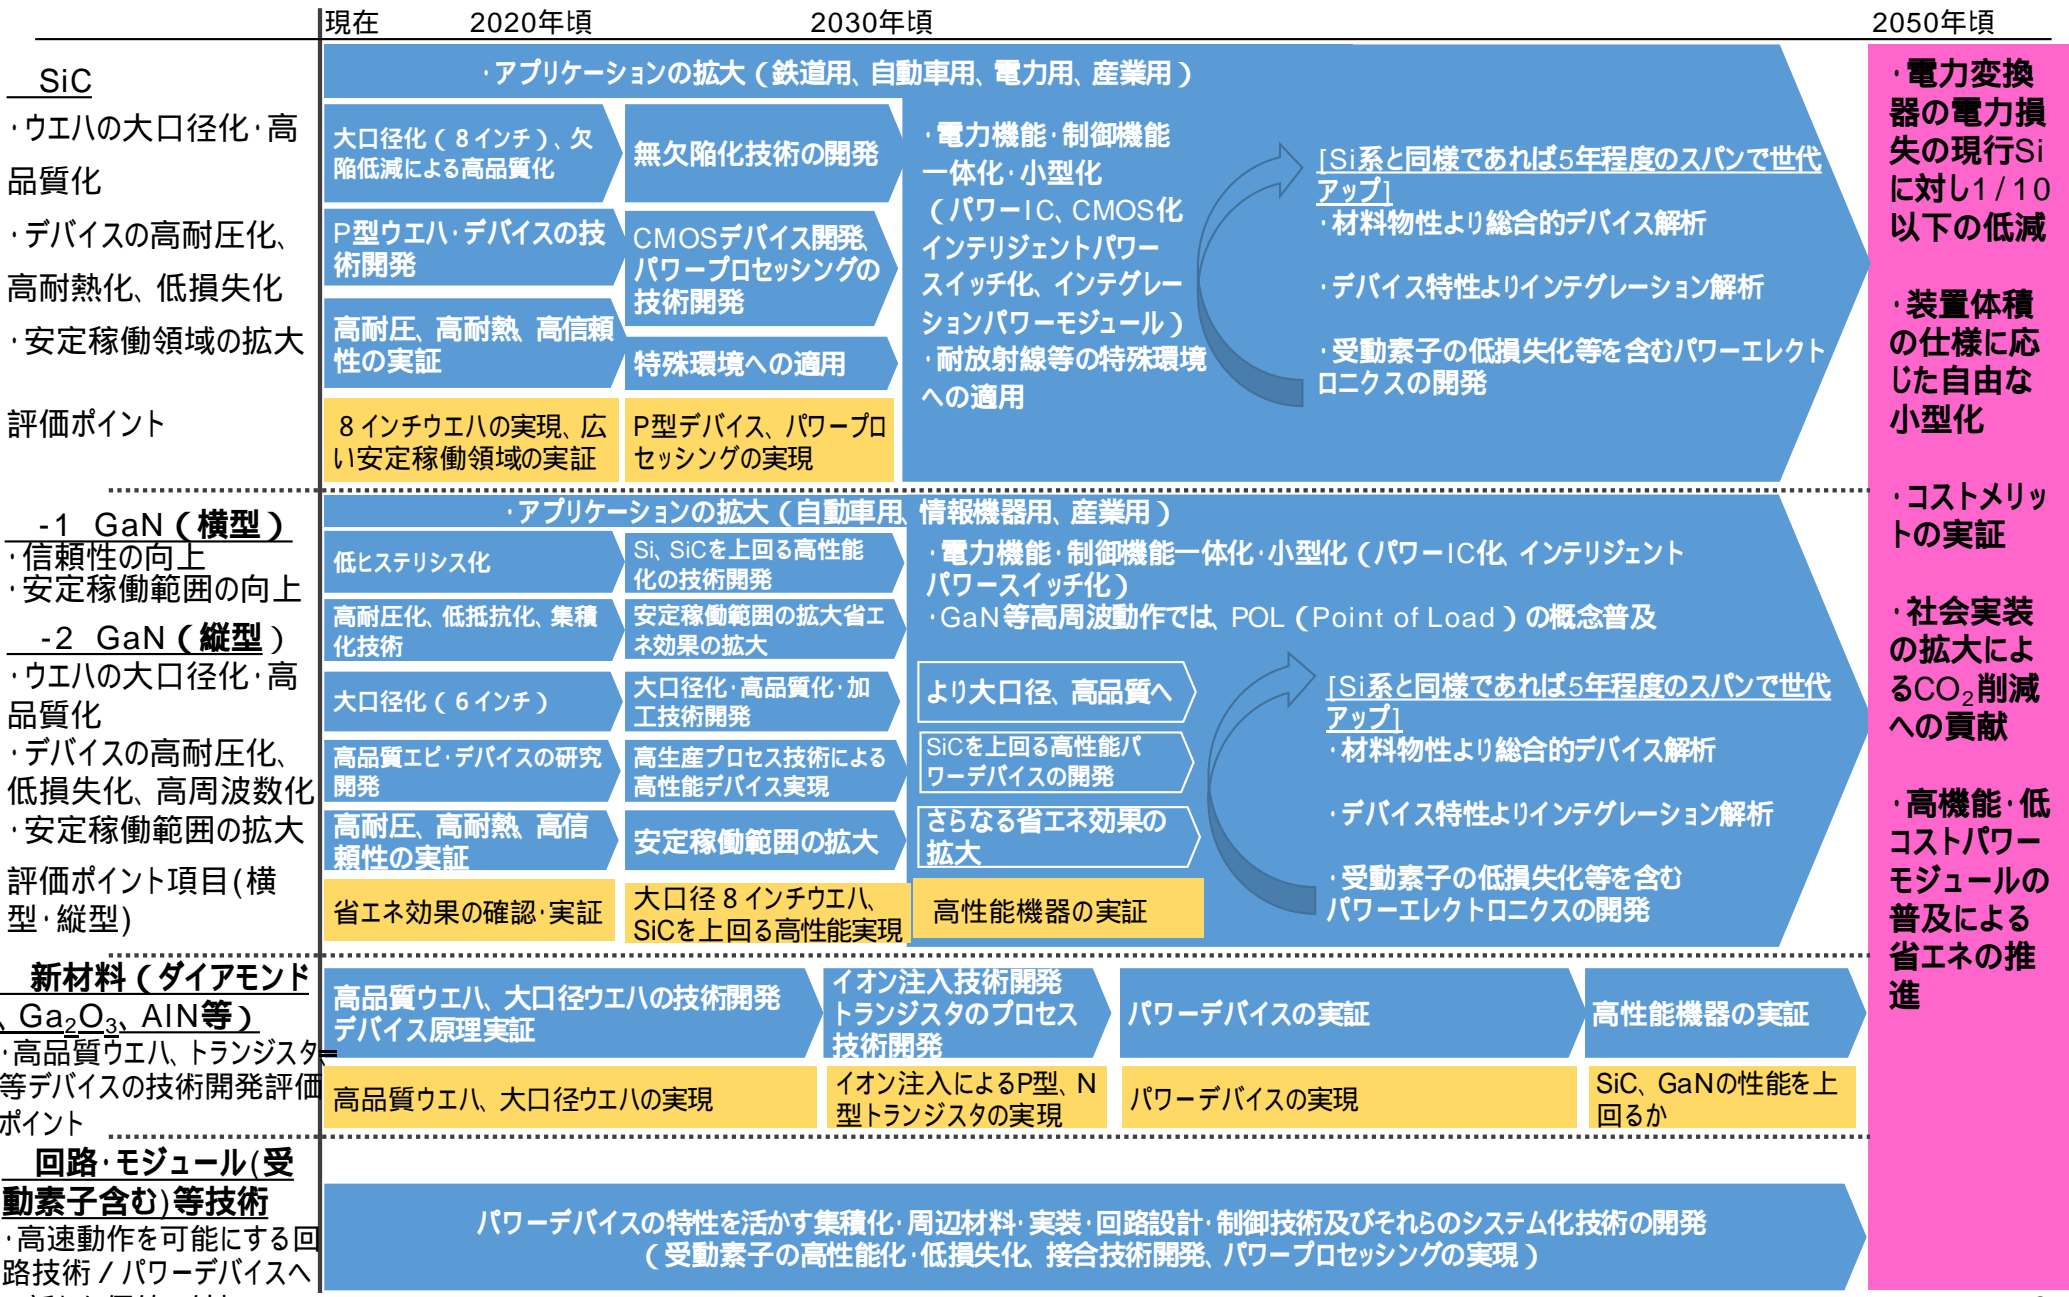 現在 2020年頃 2030年頃 2050年頃
SiC
・ウエハの大口径化・高
品質化
・デバイスの高耐圧化、
高耐熱化、低損失化
・安定稼働領域の拡大
評価ポイント
・アプリケーションの拡大（鉄道用、自動車用、電力用、産業用）
大口径化（８インチ）、欠
陥低減による高品質化
無欠陥化技術の開発
P型ウエハ・デバイスの技
術開発
CMOSデバイス開発、
パワープロセッシングの
技術開発
高耐圧、高耐熱、高信頼
性の実証
特殊環境への適用
８インチウエハの実現、広
い安定稼働領域の実証
P型デバイス、パワープロ
セッシングの実現
・電力機能・制御機能
一体化・小型化
（パワーIC、CMOS化
インテリジェントパワー
スイッチ化、インテグレー
ションパワーモジュール）
・耐放射線等の特殊環境
への適用
[Si系と同様であれば5年程度のスパンで世代
アップ]
・材料物性より総合的デバイス解析
・デバイス特性よりインテグレーション解析
・受動素子の低損失化等を含むパワーエレクト
ロニクスの開発
-1 GaN（横型）
・信頼性の向上
・安定稼働範囲の向上
-2 GaN（縦型）
・ウエハの大口径化・高
品質化
・デバイスの高耐圧化、
低損失化、高周波数化
・安定稼働範囲の拡大
評価ポイント項目(横
型・縦型)
・アプリケーションの拡大（自動車用、情報機器用、産業用）
低ヒステリシス化
Si、SiCを上回る高性能
化の技術開発
高耐圧化、低抵抗化、集積
化技術
安定稼働範囲の拡大省エ
ネ効果の拡大
大口径化（６インチ）
大口径化・高品質化・加
工技術開発
高品質エピ・デバイスの研究
開発
高生産プロセス技術による
高性能デバイス実現
高耐圧、高耐熱、高信
頼性の実証
安定稼働範囲の拡大
省エネ効果の確認・実証
大口径８インチウエハ、
SiCを上回る高性能実現
・電力機能・制御機能一体化・小型化（パワーIC化、インテリジェント
パワースイッチ化）
・GaN等高周波動作では、POL（Point of Load）の概念普及
より大口径、高品質へ
SiCを上回る高性能パ
ワーデバイスの開発
さらなる省エネ効果の
拡大
高性能機器の実証
[Si系と同様であれば5年程度のスパンで世代
アップ]
・材料物性より総合的デバイス解析
・デバイス特性よりインテグレーション解析
・受動素子の低損失化等を含む
パワーエレクトロニクスの開発
新材料（ダイアモンド
、Ga₂O₃、AlN等）
・高品質ウエハ、トランジスタ、
等デバイスの技術開発評価
ポイント
高品質ウエハ、大口径ウエハの技術開発
デバイス原理実証
イオン注入技術開発
トランジスタのプロセス
技術開発
パワーデバイスの実証
高性能機器の実証
高品質ウエハ、大口径ウエハの実現
イオン注入によるP型、N
型トランジスタの実現
パワーデバイスの実現
SiC、GaNの性能を上
回るか
回路・モジュール(受
動素子含む)等技術
・高速動作を可能にする回
路技術／パワーデバイスへ
パワーデバイスの特性を活かす集積化・周辺材料・実装・回路設計・制御技術及びそれらのシステム化技術の開発
（受動素子の高性能化・低損失化、接合技術開発、パワープロセッシングの実現）
・電力変換
器の電力損
失の現行Si
に対し1/10
以下の低減
・装置体積
の仕様に応
じた自由な
小型化
・コストメリッ
トの実証
・社会実装
の拡大によ
るCO₂削減
への貢献
・高機能・低
コストパワー
モジュールの
普及による
省エネの推
進